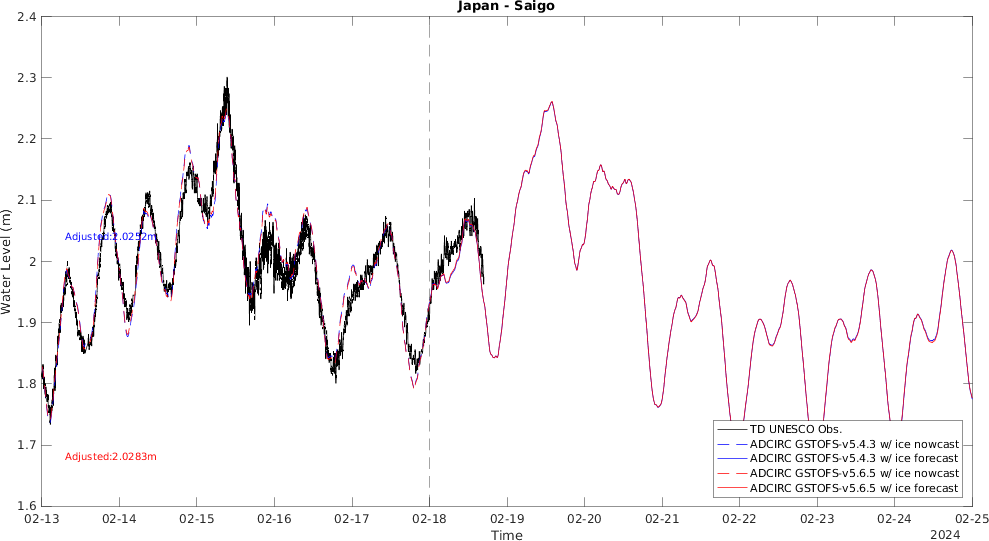 Japan - Saigo
2.4
2.3
2.2
2.1
2
1.9
1.8
1.7
1.6
Water Level (m)
Adjusted:2.0252m
Adjusted:2.0283m
TD UNESCO Obs.
ADCIRC GSTOFS-v5.4.3 w/ ice nowcast
ADCIRC GSTOFS-v5.4.3 w/ ice forecast
ADCIRC GSTOFS-v5.6.5 w/ ice nowcast
ADCIRC GSTOFS-v5.6.5 w/ ice forecast
02-13 02-14 02-15 02-16 02-17 02-18 02-19 02-20 02-21 02-22 02-23 02-24 02-25
Time
2024